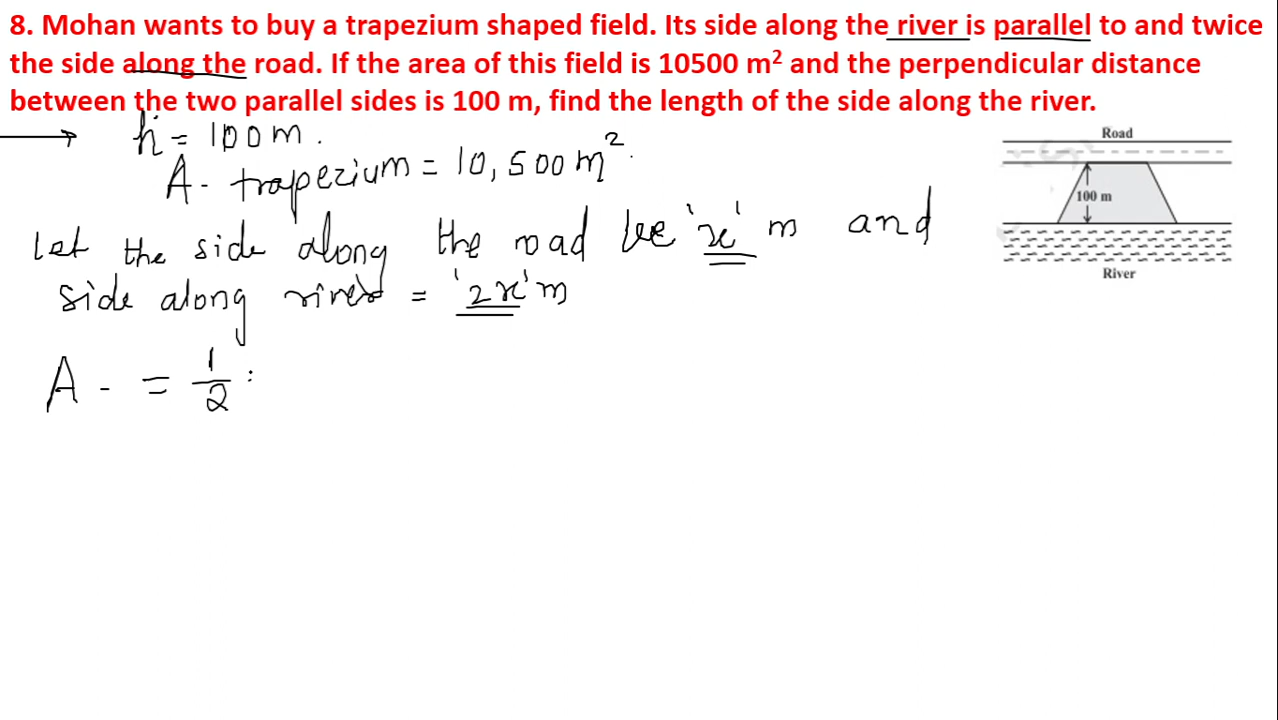 8. Mohan wants to buy a trapezium shaped field. Its side along the river is parallel to and twice
the side along the road. If the area of this field is 10500 m² and the perpendicular distance
between the two parallel sides is 100 m, find the length of the side along the river.
h = 100 m.
A - trapezium = 10,500 m².
Let the side along the road be 'x' m and
side along river = '2x' m
A - = 1/2
Road
100 m
River